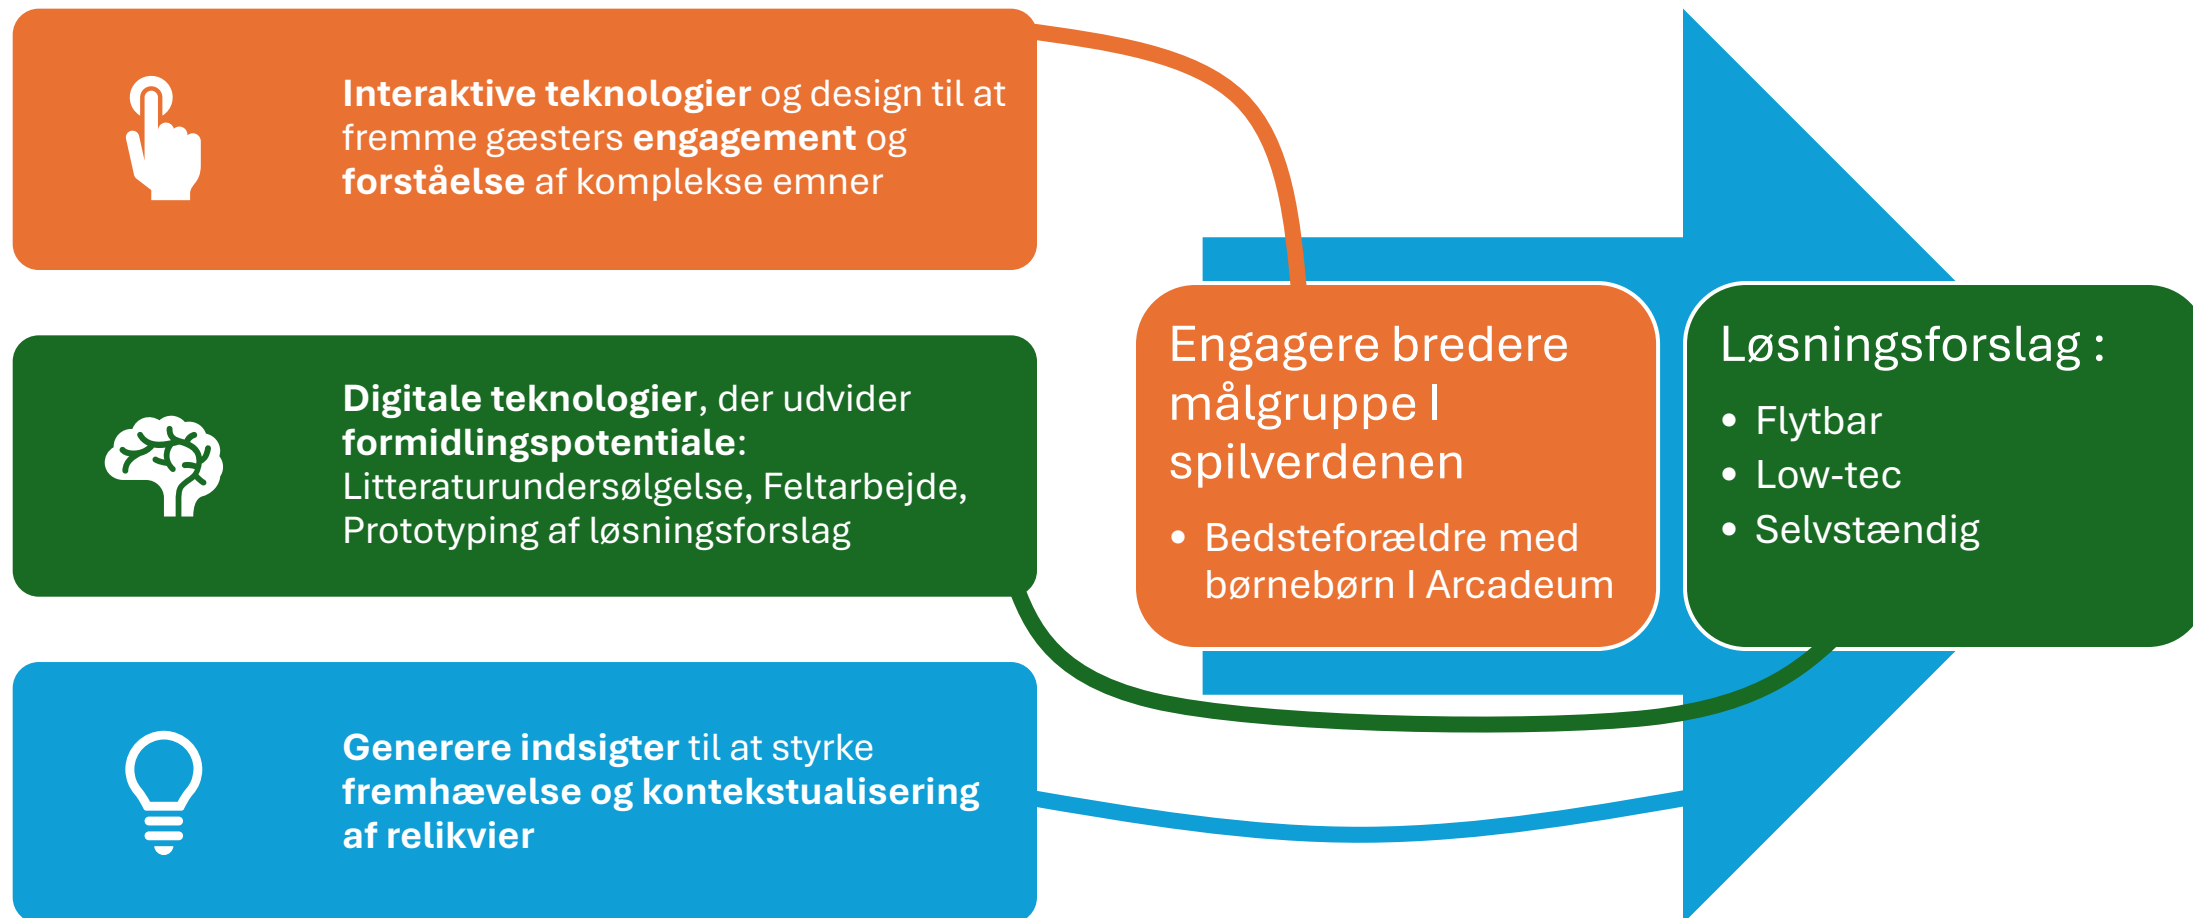 Interaktive teknologier og design til at
fremme gæsters engagement og
forståelse af komplekse emner
Digitale teknologier, der udvider
formidlingspotentiale:
Litteraturundersølgelse, Feltarbejde,
Prototyping af løsningsforslag
Generere indsigter til at styrke
fremhævelse og kontekstualisering
af relikvier
Engagere bredere
målgruppe I
spilverdenen
• Bedsteforældre med
børnebørn I Arcadeum
Løsningsforslag :
• Flytbar
• Low-tec
• Selvstændig